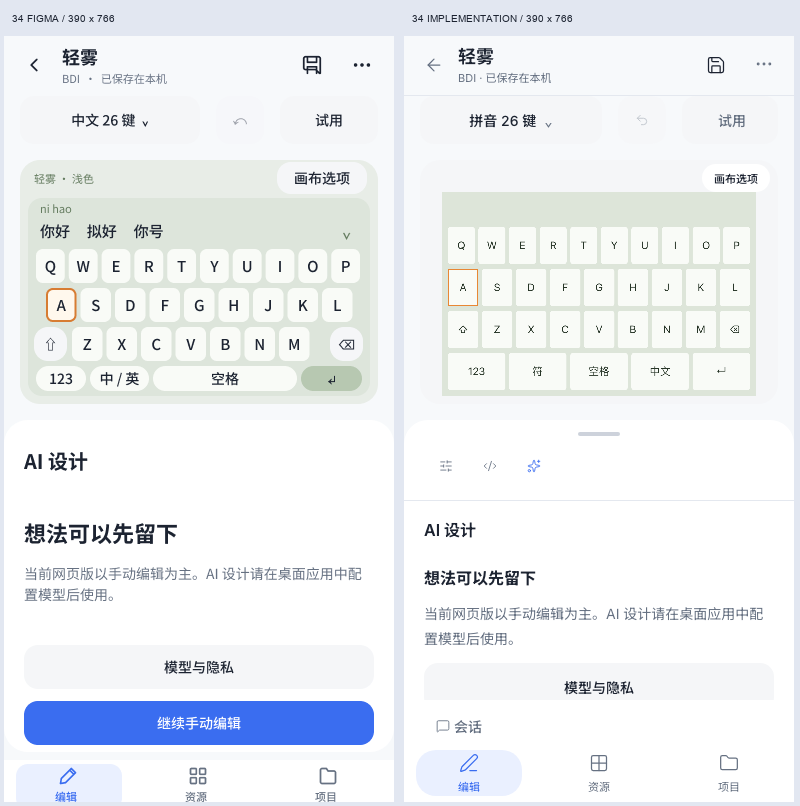 34 FIGMA / 390 x 766
轻雾
BDI • 已保存在本机
中文 26 键
试用
轻雾 • 浅色
画布选项
ni hao
你好 拟好 你号
Q W E R T Y U I O P
A S D F G H J K L
Z X C V B N M
123 中 / 英 空格
AI 设计
想法可以先留下
当前网页版以手动编辑为主。AI 设计请在桌面应用中配
置模型后使用。
模型与隐私
继续手动编辑
编辑 资源 项目
34 IMPLEMENTATION / 390 x 766
轻雾
BDI · 已保存在本机
拼音 26 键
试用
画布选项
Q W E R T Y U I O P
A S D F G H J K L
Z X C V B N M
123 符 空格 中文
AI 设计
想法可以先留下
当前网页版以手动编辑为主。AI 设计请在桌面应用中配
置模型后使用。
模型与隐私
会话
编辑 资源 项目